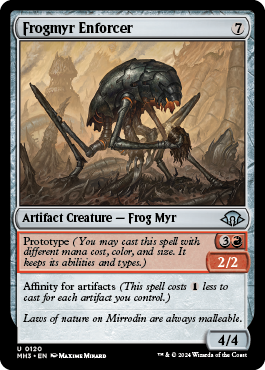 Frogmyr Enforcer 7
Artifact Creature — Frog Myr
Prototype (You may cast this spell with 3
different mana cost, color, and size. It
keeps its abilities and types.) 2/2
Affinity for artifacts (This spell costs 1 less to
cast for each artifact you control.)
Laws of nature on Mirrodin are always malleable.
4/4
U 0120
MH3 • EN Maxime Minard ™ & © 2024 Wizards of the Coast